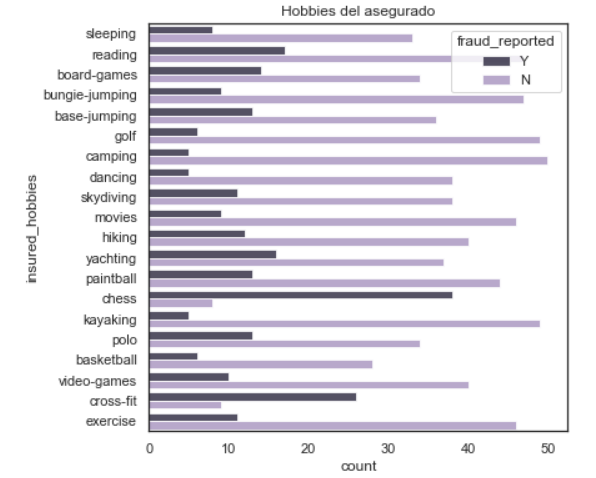 Hobbies del asegurado
fraud_reported
Y
N
insured_hobbies
sleeping
reading
board-games
bungie-jumping
base-jumping
golf
camping
dancing
skydiving
movies
hiking
yachting
paintball
chess
kayaking
polo
basketball
video-games
cross-fit
exercise
0 10 20 30 40 50
count